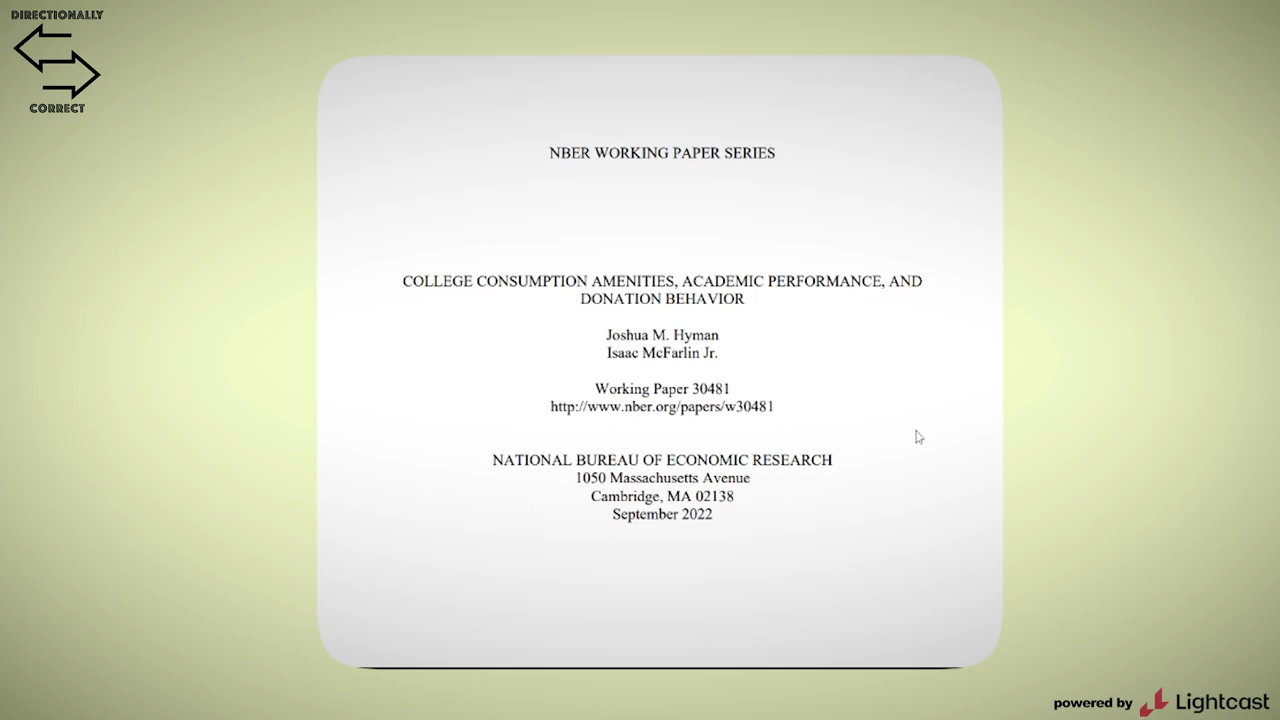 DIRECTIONALLY
CORRECT
NBER WORKING PAPER SERIES
COLLEGE CONSUMPTION AMENITIES, ACADEMIC PERFORMANCE, AND
DONATION BEHAVIOR
Joshua M. Hyman
Isaac McFarlin Jr.
Working Paper 30481
http://www.nber.org/papers/w30481
NATIONAL BUREAU OF ECONOMIC RESEARCH
1050 Massachusetts Avenue
Cambridge, MA 02138
September 2022
powered by Lightcast